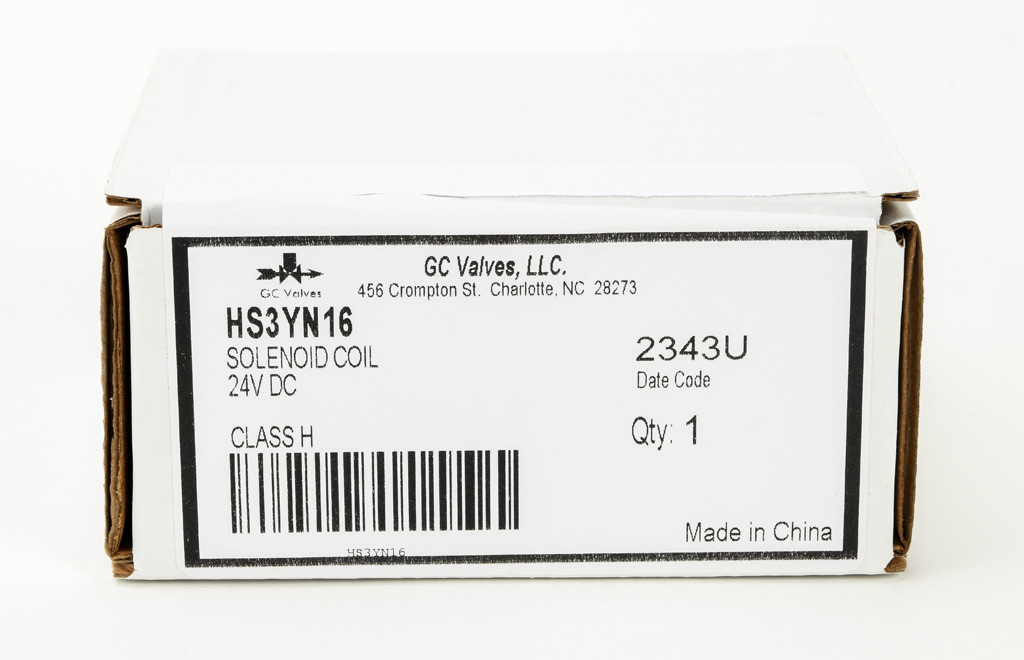 GC Valves
GC Valves, LLC.
456 Crompton St. Charlotte, NC 28273
HS3YN16
SOLENOID COIL
24V DC
CLASS H
HS3YN16
2343U
Date Code
Qty: 1
Made in China